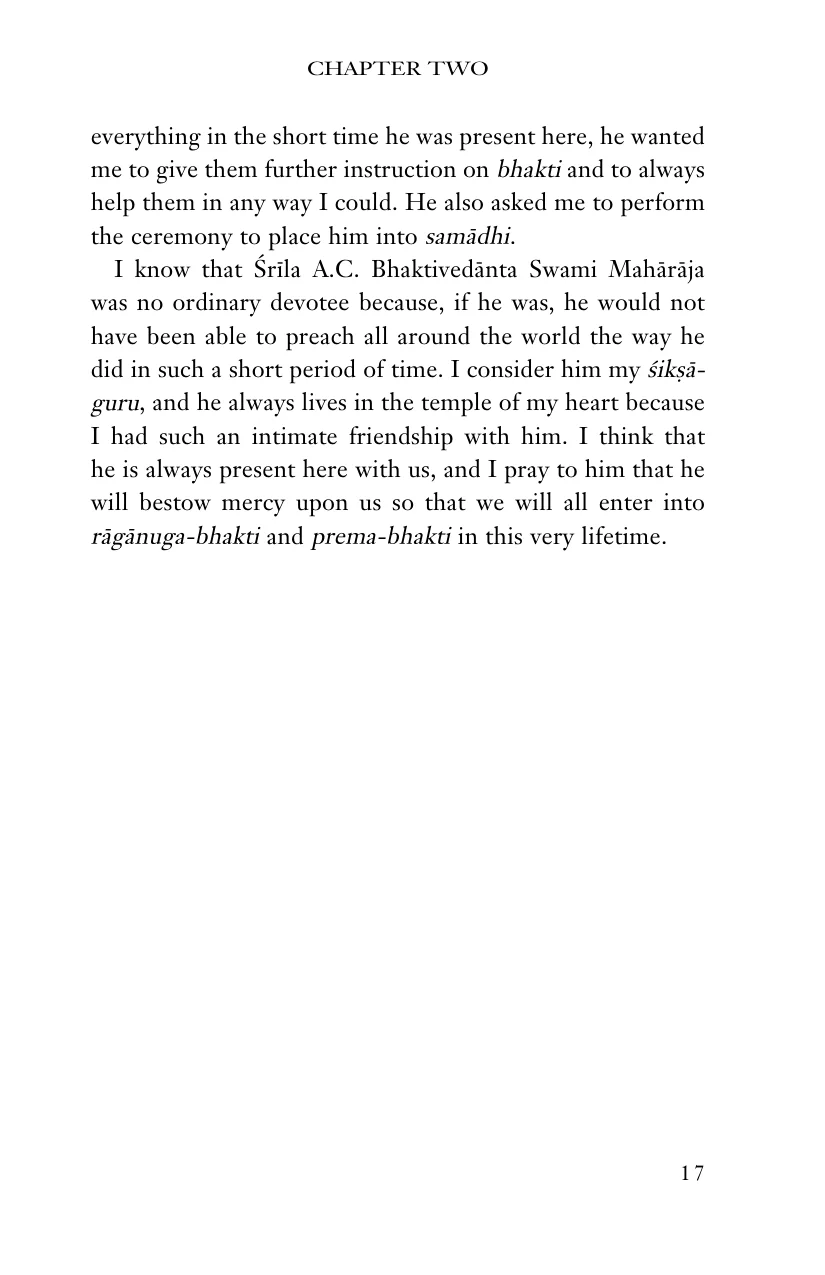 CHAPTER TWO
everything in the short time he was present here, he wanted
me to give them further instruction on bhakti and to always
help them in any way I could. He also asked me to perform
the ceremony to place him into samādhi.
I know that Śrīla A.C. Bhaktivedānta Swami Mahārāja
was no ordinary devotee because, if he was, he would not
have been able to preach all around the world the way he
did in such a short period of time. I consider him my śikṣā-
guru, and he always lives in the temple of my heart because
I had such an intimate friendship with him. I think that
he is always present here with us, and I pray to him that he
will bestow mercy upon us so that we will all enter into
rāgānuga-bhakti and prema-bhakti in this very lifetime.
17